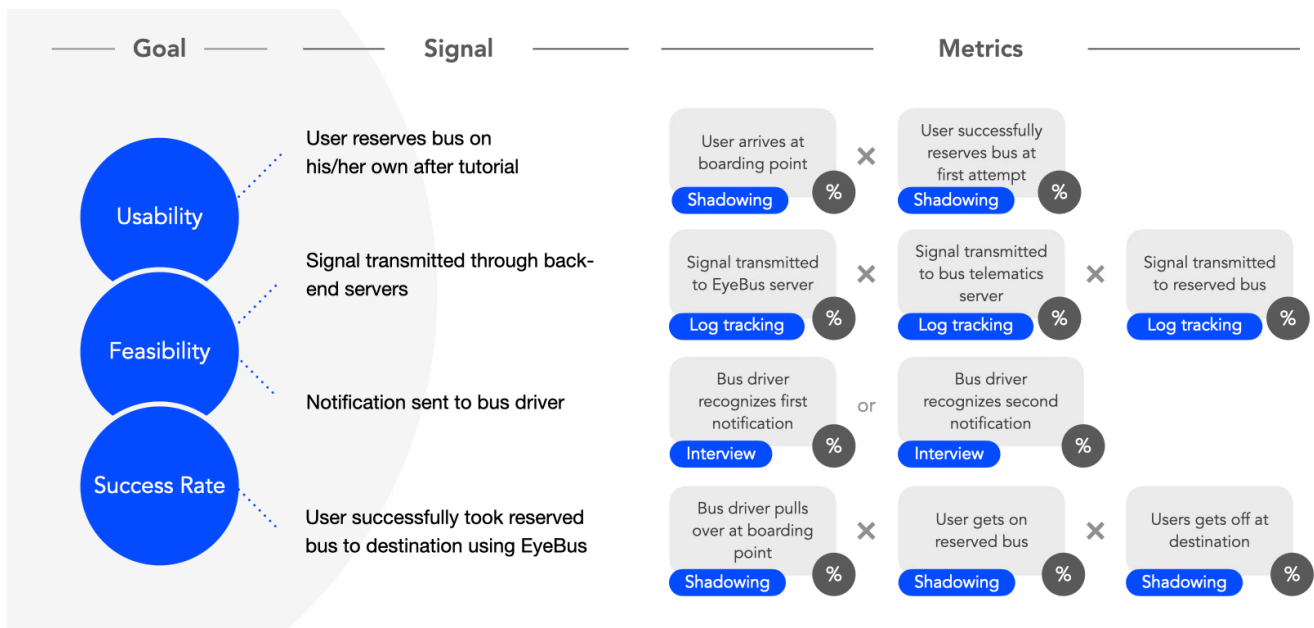 Goal
Signal
Metrics
Usability
User reserves bus on
his/her own after tutorial
User arrives at
boarding point
Shadowing
%
×
User successfully
reserves bus at
first attempt
Shadowing
%
Feasibility
Signal transmitted through back-
end servers
Signal transmitted
to EyeBus server
Log tracking
%
×
Signal transmitted
to bus telematics
server
Log tracking
%
×
Signal transmitted
to reserved bus
Log tracking
%
Notification sent to bus driver
Bus driver
recognizes first
notification
Interview
%
or
Bus driver
recognizes second
notification
Interview
%
Success Rate
User successfully took reserved
bus to destination using EyeBus
Bus driver pulls
over at boarding
point
Shadowing
%
×
User gets on
reserved bus
Shadowing
%
×
Users gets off at
destination
Shadowing
%